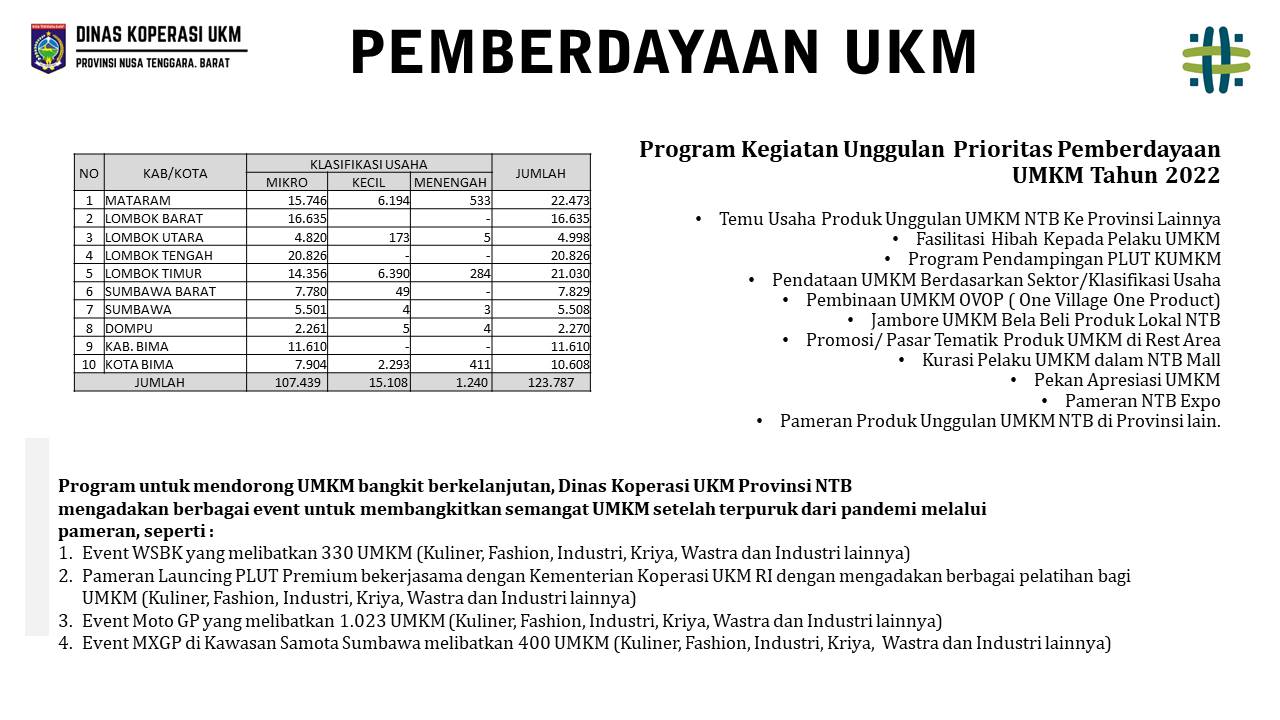 DINAS KOPERASI UKM
PROVINSI NUSA TENGGARA. BARAT
PEMBERDAYAAN UKM
NO KAB/KOTA KLASIFIKASI USAHA JUMLAH
MIKRO KECIL MENENGAH
1 MATARAM 15.746 6.194 533 22.473
2 LOMBOK BARAT 16.635 - 16.635
3 LOMBOK UTARA 4.820 173 5 4.998
4 LOMBOK TENGAH 20.826 - - 20.826
5 LOMBOK TIMUR 14.356 6.390 284 21.030
6 SUMBAWA BARAT 7.780 49 - 7.829
7 SUMBAWA 5.501 4 3 5.508
8 DOMPU 2.261 5 4 2.270
9 KAB. BIMA 11.610 - - 11.610
10 KOTA BIMA 7.904 2.293 411 10.608
JUMLAH 107.439 15.108 1.240 123.787
Program Kegiatan Unggulan Prioritas Pemberdayaan
UMKM Tahun 2022
• Temu Usaha Produk Unggulan UMKM NTB Ke Provinsi Lainnya
• Fasilitasi Hibah Kepada Pelaku UMKM
• Program Pendampingan PLUT KUMKM
• Pendataan UMKM Berdasarkan Sektor/Klasifikasi Usaha
• Pembinaan UMKM OVOP ( One Village One Product)
• Jambore UMKM Bela Beli Produk Lokal NTB
• Promosi/ Pasar Tematik Produk UMKM di Rest Area
• Kurasi Pelaku UMKM dalam NTB Mall
• Pekan Apresiasi UMKM
• Pameran NTB Expo
• Pameran Produk Unggulan UMKM NTB di Provinsi lain.
Program untuk mendorong UMKM bangkit berkelanjutan, Dinas Koperasi UKM Provinsi NTB
mengadakan berbagai event untuk membangkitkan semangat UMKM setelah terpuruk dari pandemi melalui
pameran, seperti :
1. Event WSBK yang melibatkan 330 UMKM (Kuliner, Fashion, Industri, Kriya, Wastra dan Industri lainnya)
2. Pameran Launcing PLUT Premium bekerjasama dengan Kementerian Koperasi UKM RI dengan mengadakan berbagai pelatihan bagi
UMKM (Kuliner, Fashion, Industri, Kriya, Wastra dan Industri lainnya)
3. Event Moto GP yang melibatkan 1.023 UMKM (Kuliner, Fashion, Industri, Kriya, Wastra dan Industri lainnya)
4. Event MXGP di Kawasan Samota Sumbawa melibatkan 400 UMKM (Kuliner, Fashion, Industri, Kriya, Wastra dan Industri lainnya)